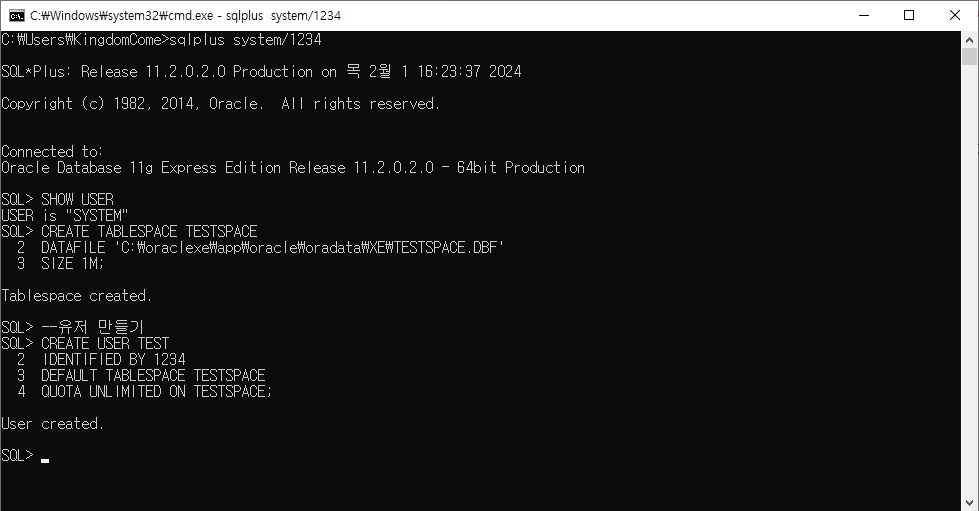 C:₩Windows₩system32₩cmd.exe - sqlplus  system/1234
C:₩Users₩KingdomCome>sqlplus system/1234
SQL*Plus: Release 11.2.0.2.0 Production on 목 2월 1 16:23:37 2024
Copyright (c) 1982, 2014, Oracle.  All rights reserved.
Connected to:
Oracle Database 11g Express Edition Release 11.2.0.2.0 - 64bit Production
SQL> SHOW USER
USER is "SYSTEM"
SQL> CREATE TABLESPACE TESTSPACE
  2  DATAFILE 'C:₩oraclexe₩app₩oracle₩oradata₩XE₩TESTSPACE.DBF'
  3  SIZE 1M;
Tablespace created.
SQL> --유저 만들기
SQL> CREATE USER TEST
  2  IDENTIFIED BY 1234
  3  DEFAULT TABLESPACE TESTSPACE
  4  QUOTA UNLIMITED ON TESTSPACE;
User created.
SQL>